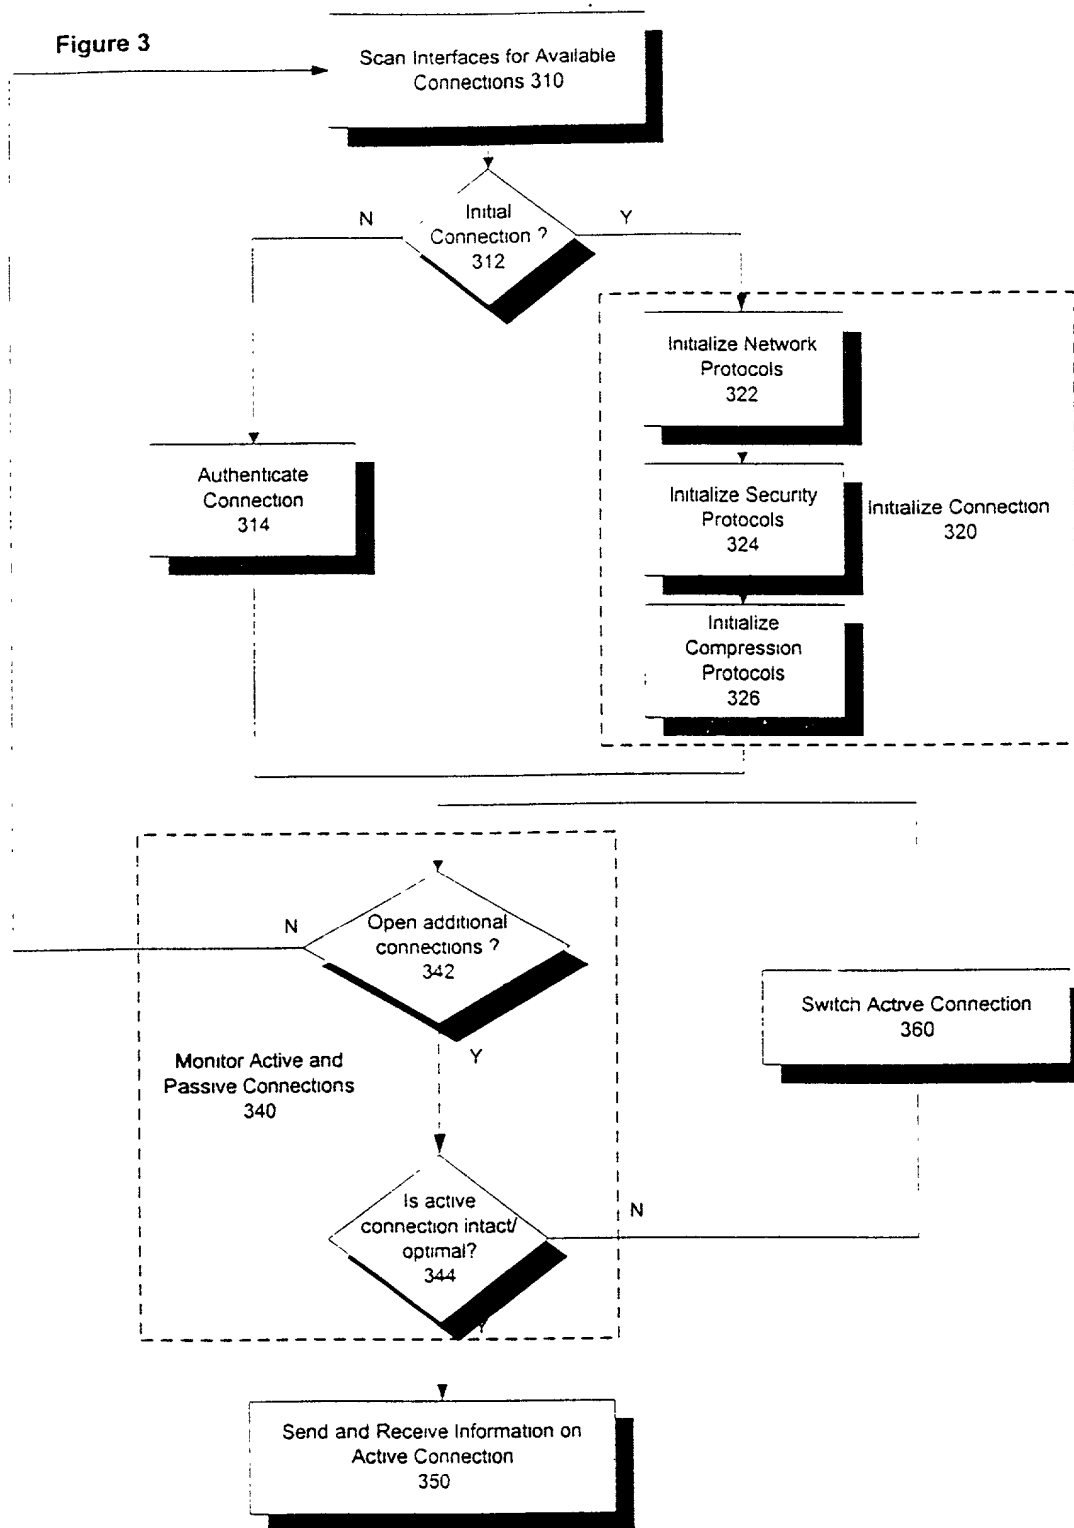 Figure 3
Scan Interfaces for Available
Connections 310
N
Initial
Connection ?
312
Y
Initialize Network
Protocols
322
Authenticate
Connection
314
Initialize Security
Protocols
324
Initialize Connection
320
Initialize
Compression
Protocols
326
N
Open additional
connections ?
342
Y
Switch Active Connection
360
Monitor Active and
Passive Connections
340
Is active
connection intact/
optimal?
344
N
Y
Send and Receive Information on
Active Connection
350